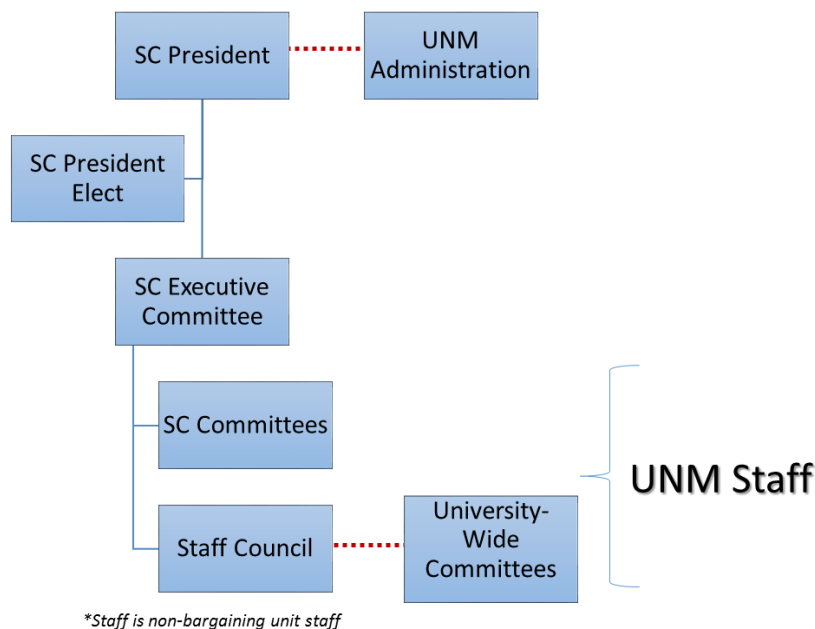 SC President
UNM
Administration
SC President
Elect
SC Executive
Committee
SC Committees
UNM Staff
Staff Council
University-
Wide
Committees
*Staff is non-bargaining unit staff